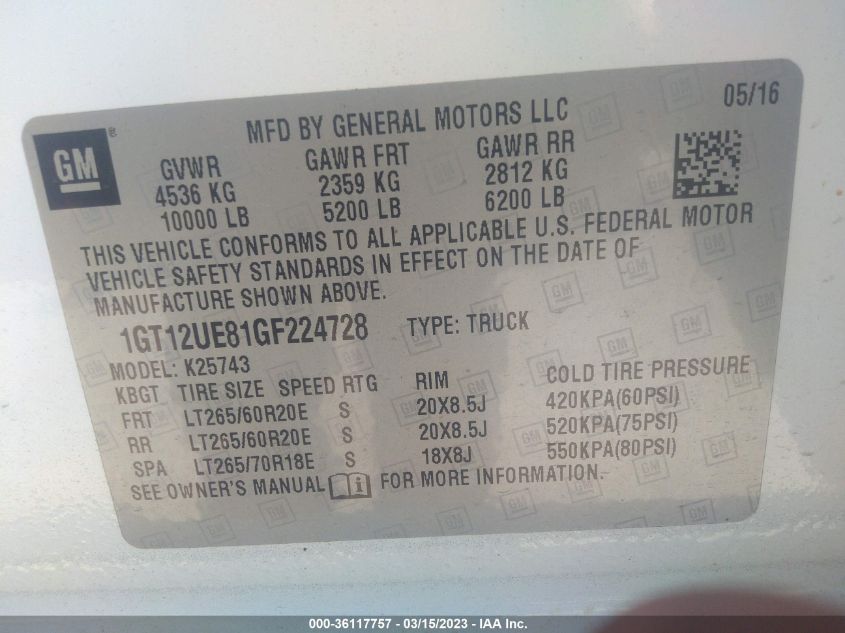 05/16
MFD BY GENERAL MOTORS LLC
GM®
GVWR GAWR FRT GAWR RR
4536 KG 2359 KG 2812 KG
10000 LB 5200 LB 6200 LB
THIS VEHICLE CONFORMS TO ALL APPLICABLE U.S. FEDERAL MOTOR
VEHICLE SAFETY STANDARDS IN EFFECT ON THE DATE OF
MANUFACTURE SHOWN ABOVE.
1GT12UE81GF224728 TYPE: TRUCK
MODEL: K25743
KBGT TIRE SIZE SPEED RTG RIM COLD TIRE PRESSURE
FRT LT265/60R20E S 20X8.5J 420KPA(60PSI)
RR LT265/60R20E S 20X8.5J 520KPA(75PSI)
SPA LT265/70R18E S 18X8J 550KPA(80PSI)
SEE OWNER'S MANUAL FOR MORE INFORMATION.
000-36117757 - 03/15/2023 - IAA Inc.